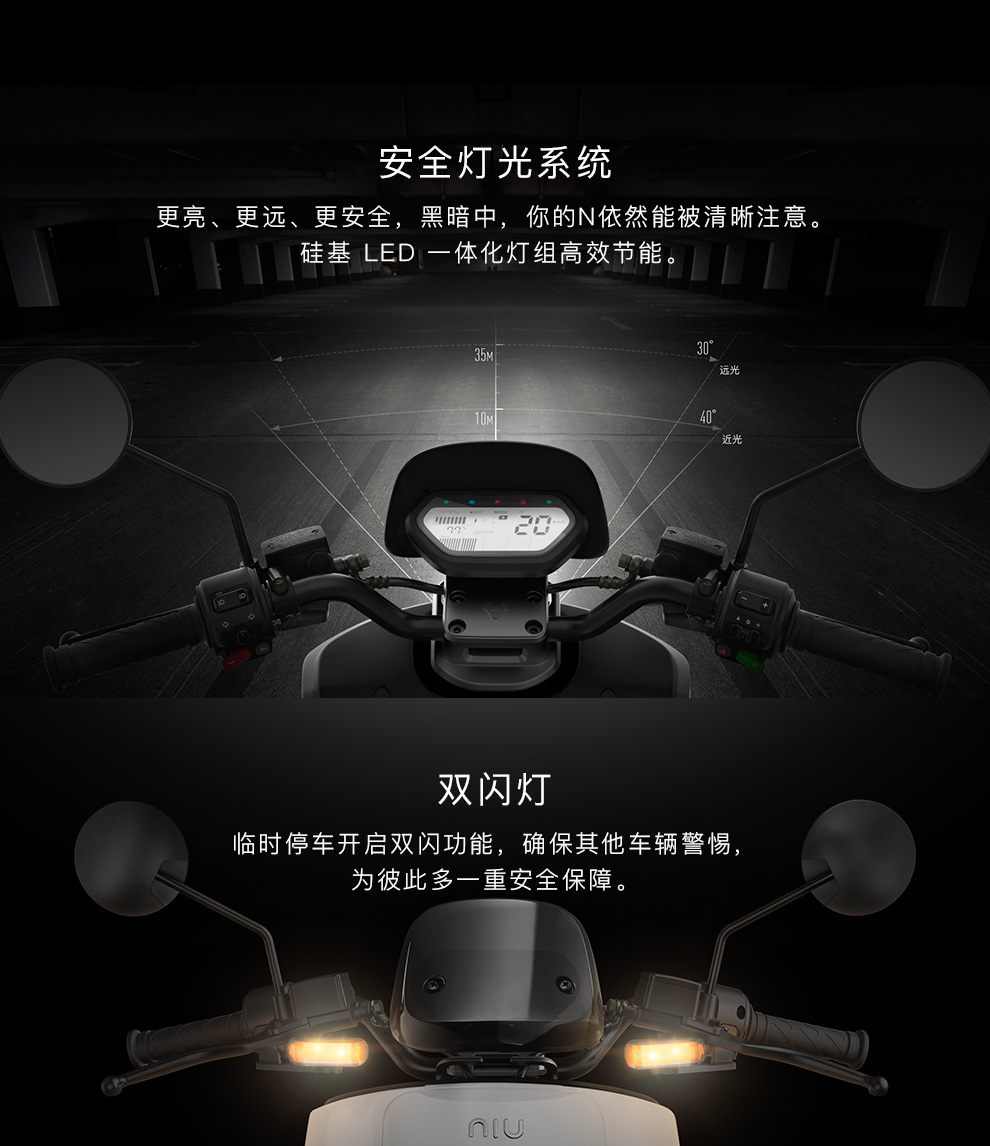 安全灯光系统
更亮、更远、更安全，黑暗中，你的N依然能被清晰注意。
硅基 LED 一体化灯组高效节能。
35M
30°
远光
10M
40°
近光
20
双闪灯
临时停车开启双闪功能，确保其他车辆警惕，
为彼此多一重安全保障。
NIU